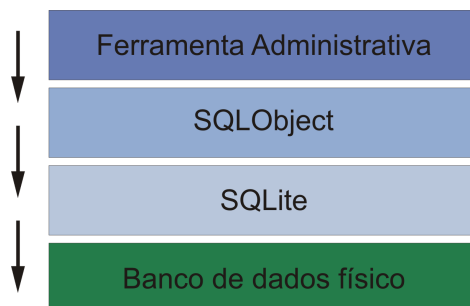 Ferramenta Administrativa
SQLObject
SQLite
Banco de dados físico